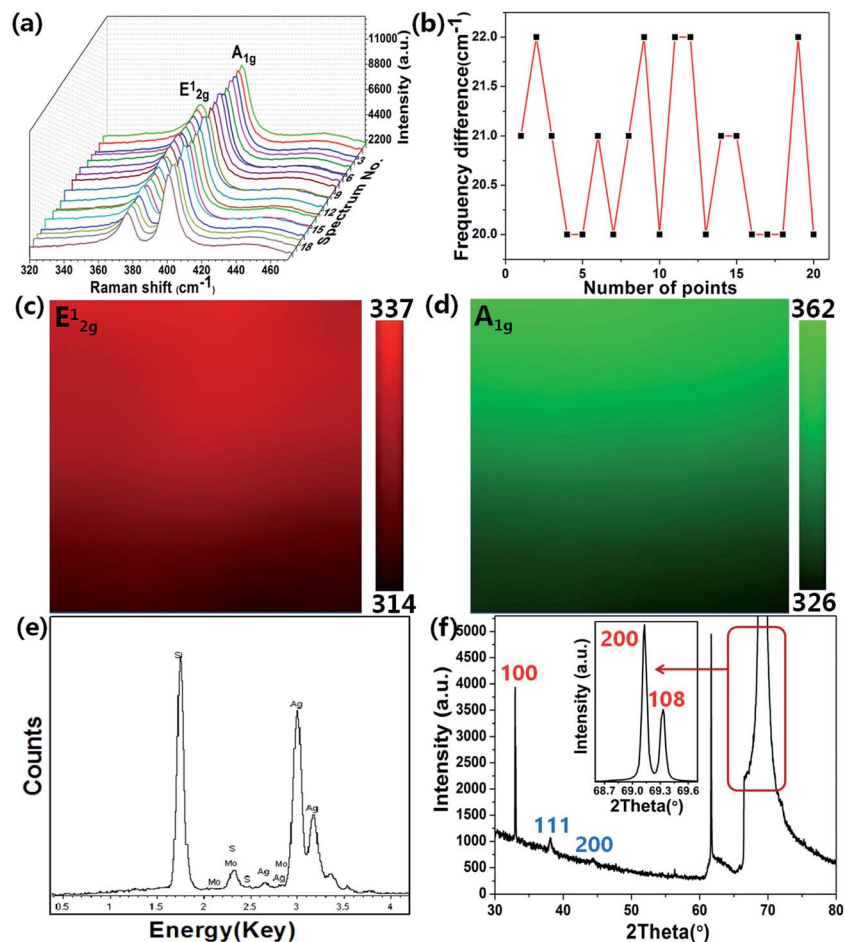 (a)
A1g
E¹2g
11000
8800
6600
4400
2200
Intensity (a.u.)
3
6
9
12
15
18
Spectrum No.
320 340 360 380 400 420 440 460
Raman shift (cm⁻¹)
(b)
22.0
21.5
21.0
20.5
20.0
Frequency difference(cm⁻¹)
0 5 10 15 20
Number of points
(c)
E¹2g
337
314
(d)
A1g
362
326
(e)
Counts
Si
Ag
Ag
S
Mo
Mo
S
Ag
Mo
Ag
0.5 1 1.5 2 2.5 3 3.5 4
Energy(Key)
(f)
5000
4500
4000
3500
3000
2500
2000
1500
1000
500
0
Intensity (a.u.)
100
111
200
200
108
Intensity (a.u.)
68.7 69.0 69.3 69.6
2Theta(°)
30 40 50 60 70 80
2Theta(°)